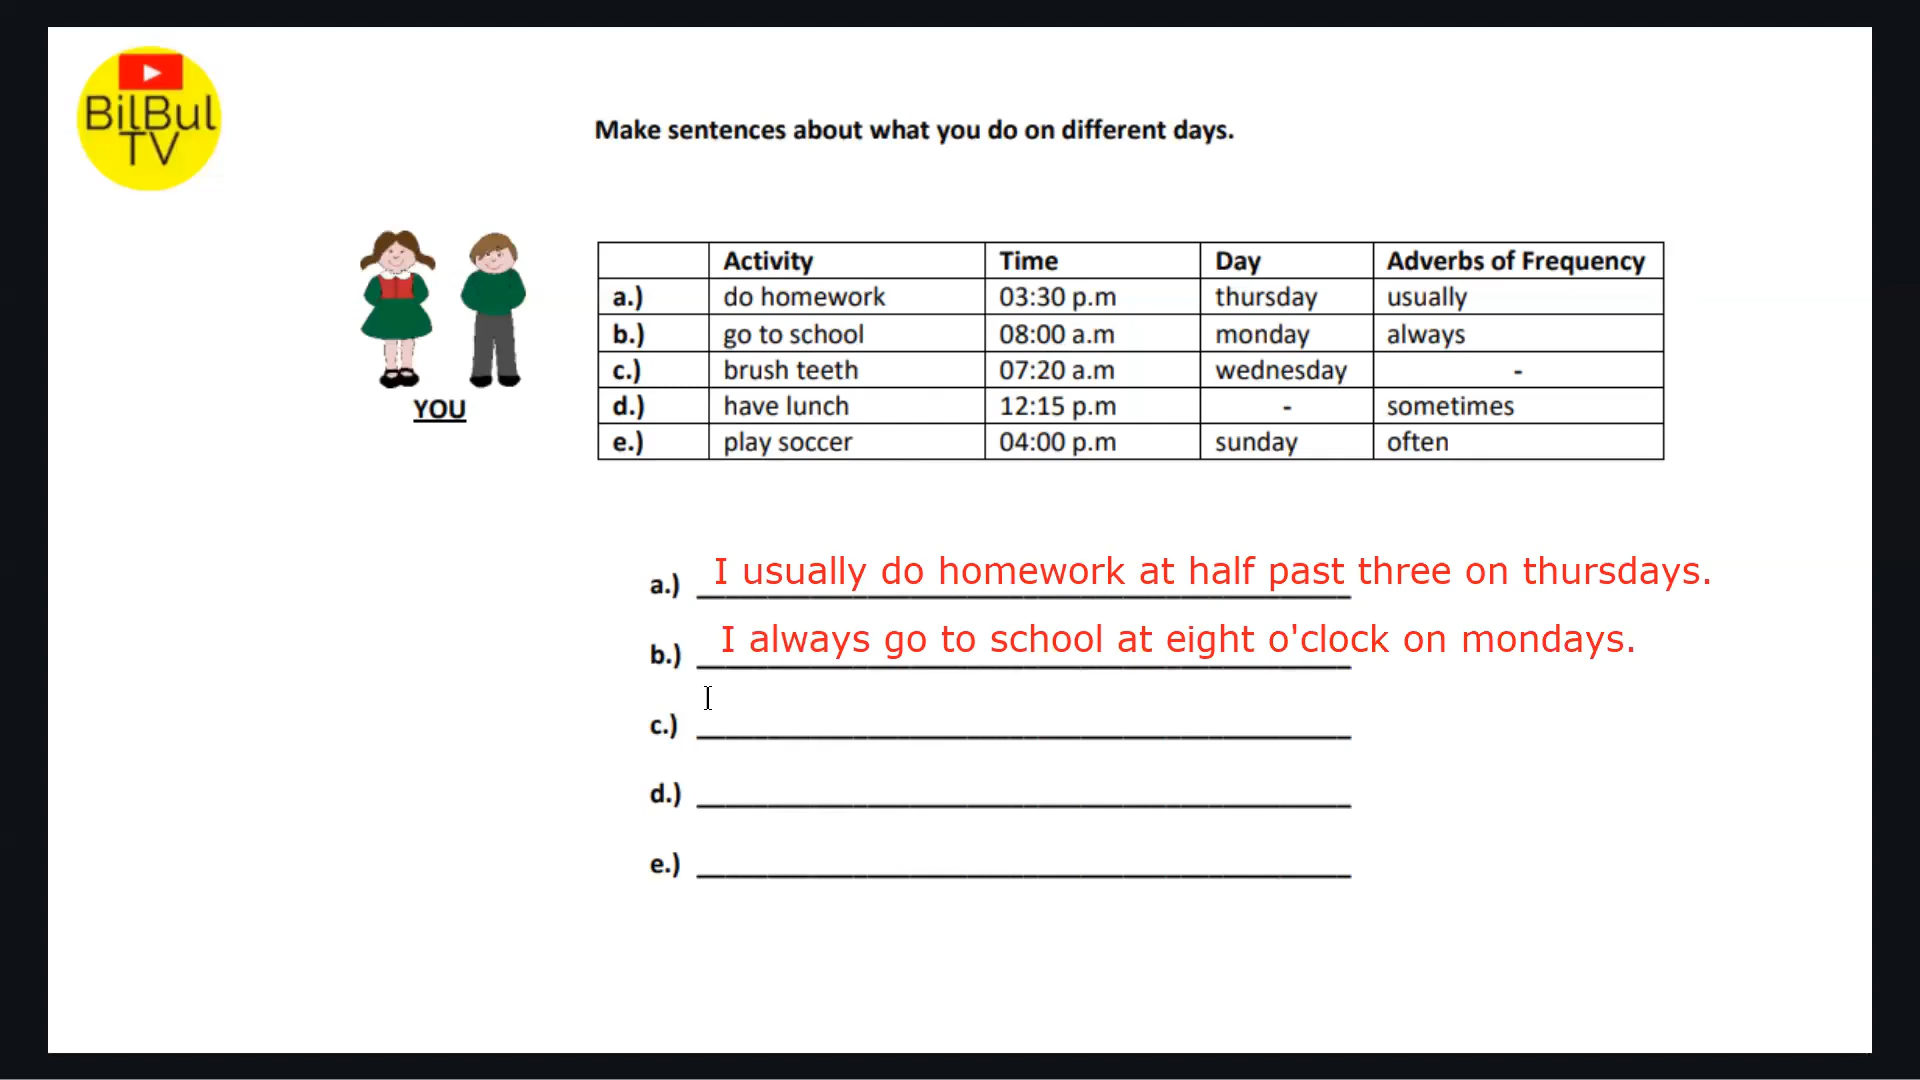 BilBul
TV
Make sentences about what you do on different days.
Activity Time Day Adverbs of Frequency
a.) do homework 03:30 p.m thursday usually
b.) go to school 08:00 a.m monday always
c.) brush teeth 07:20 a.m wednesday -
d.) have lunch 12:15 p.m - sometimes
e.) play soccer 04:00 p.m sunday often
YOU
a.) I usually do homework at half past three on thursdays.
b.) I always go to school at eight o'clock on mondays.
c.)
d.)
e.)